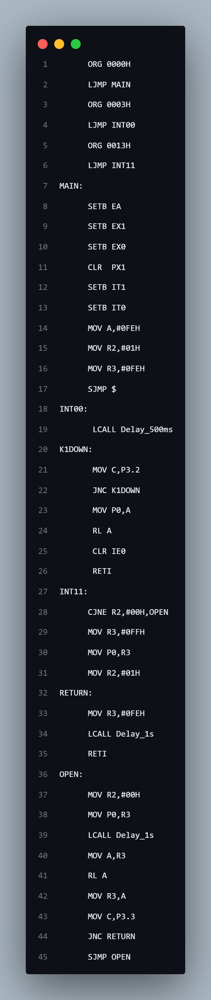 1 ORG 0000H
2 LJMP MAIN
3 ORG 0003H
4 LJMP INT00
5 ORG 0013H
6 LJMP INT11
7 MAIN:
8 SETB EA
9 SETB EX1
10 SETB EX0
11 CLR  PX1
12 SETB IT1
13 SETB IT0
14 MOV A,#0FEH
15 MOV R2,#01H
16 MOV R3,#0FEH
17 SJMP $
18 INT00:
19 LCALL Delay_500ms
20 K1DOWN:
21 MOV C,P3.2
22 JNC K1DOWN
23 MOV P0,A
24 RL A
25 CLR IE0
26 RETI
27 INT11:
28 CJNE R2,#00H,OPEN
29 MOV R3,#0FFH
30 MOV P0,R3
31 MOV R2,#01H
32 RETURN:
33 MOV R3,#0FEH
34 LCALL Delay_1s
35 RETI
36 OPEN:
37 MOV R2,#00H
38 MOV P0,R3
39 LCALL Delay_1s
40 MOV A,R3
41 RL A
42 MOV R3,A
43 MOV C,P3.3
44 JNC RETURN
45 SJMP OPEN